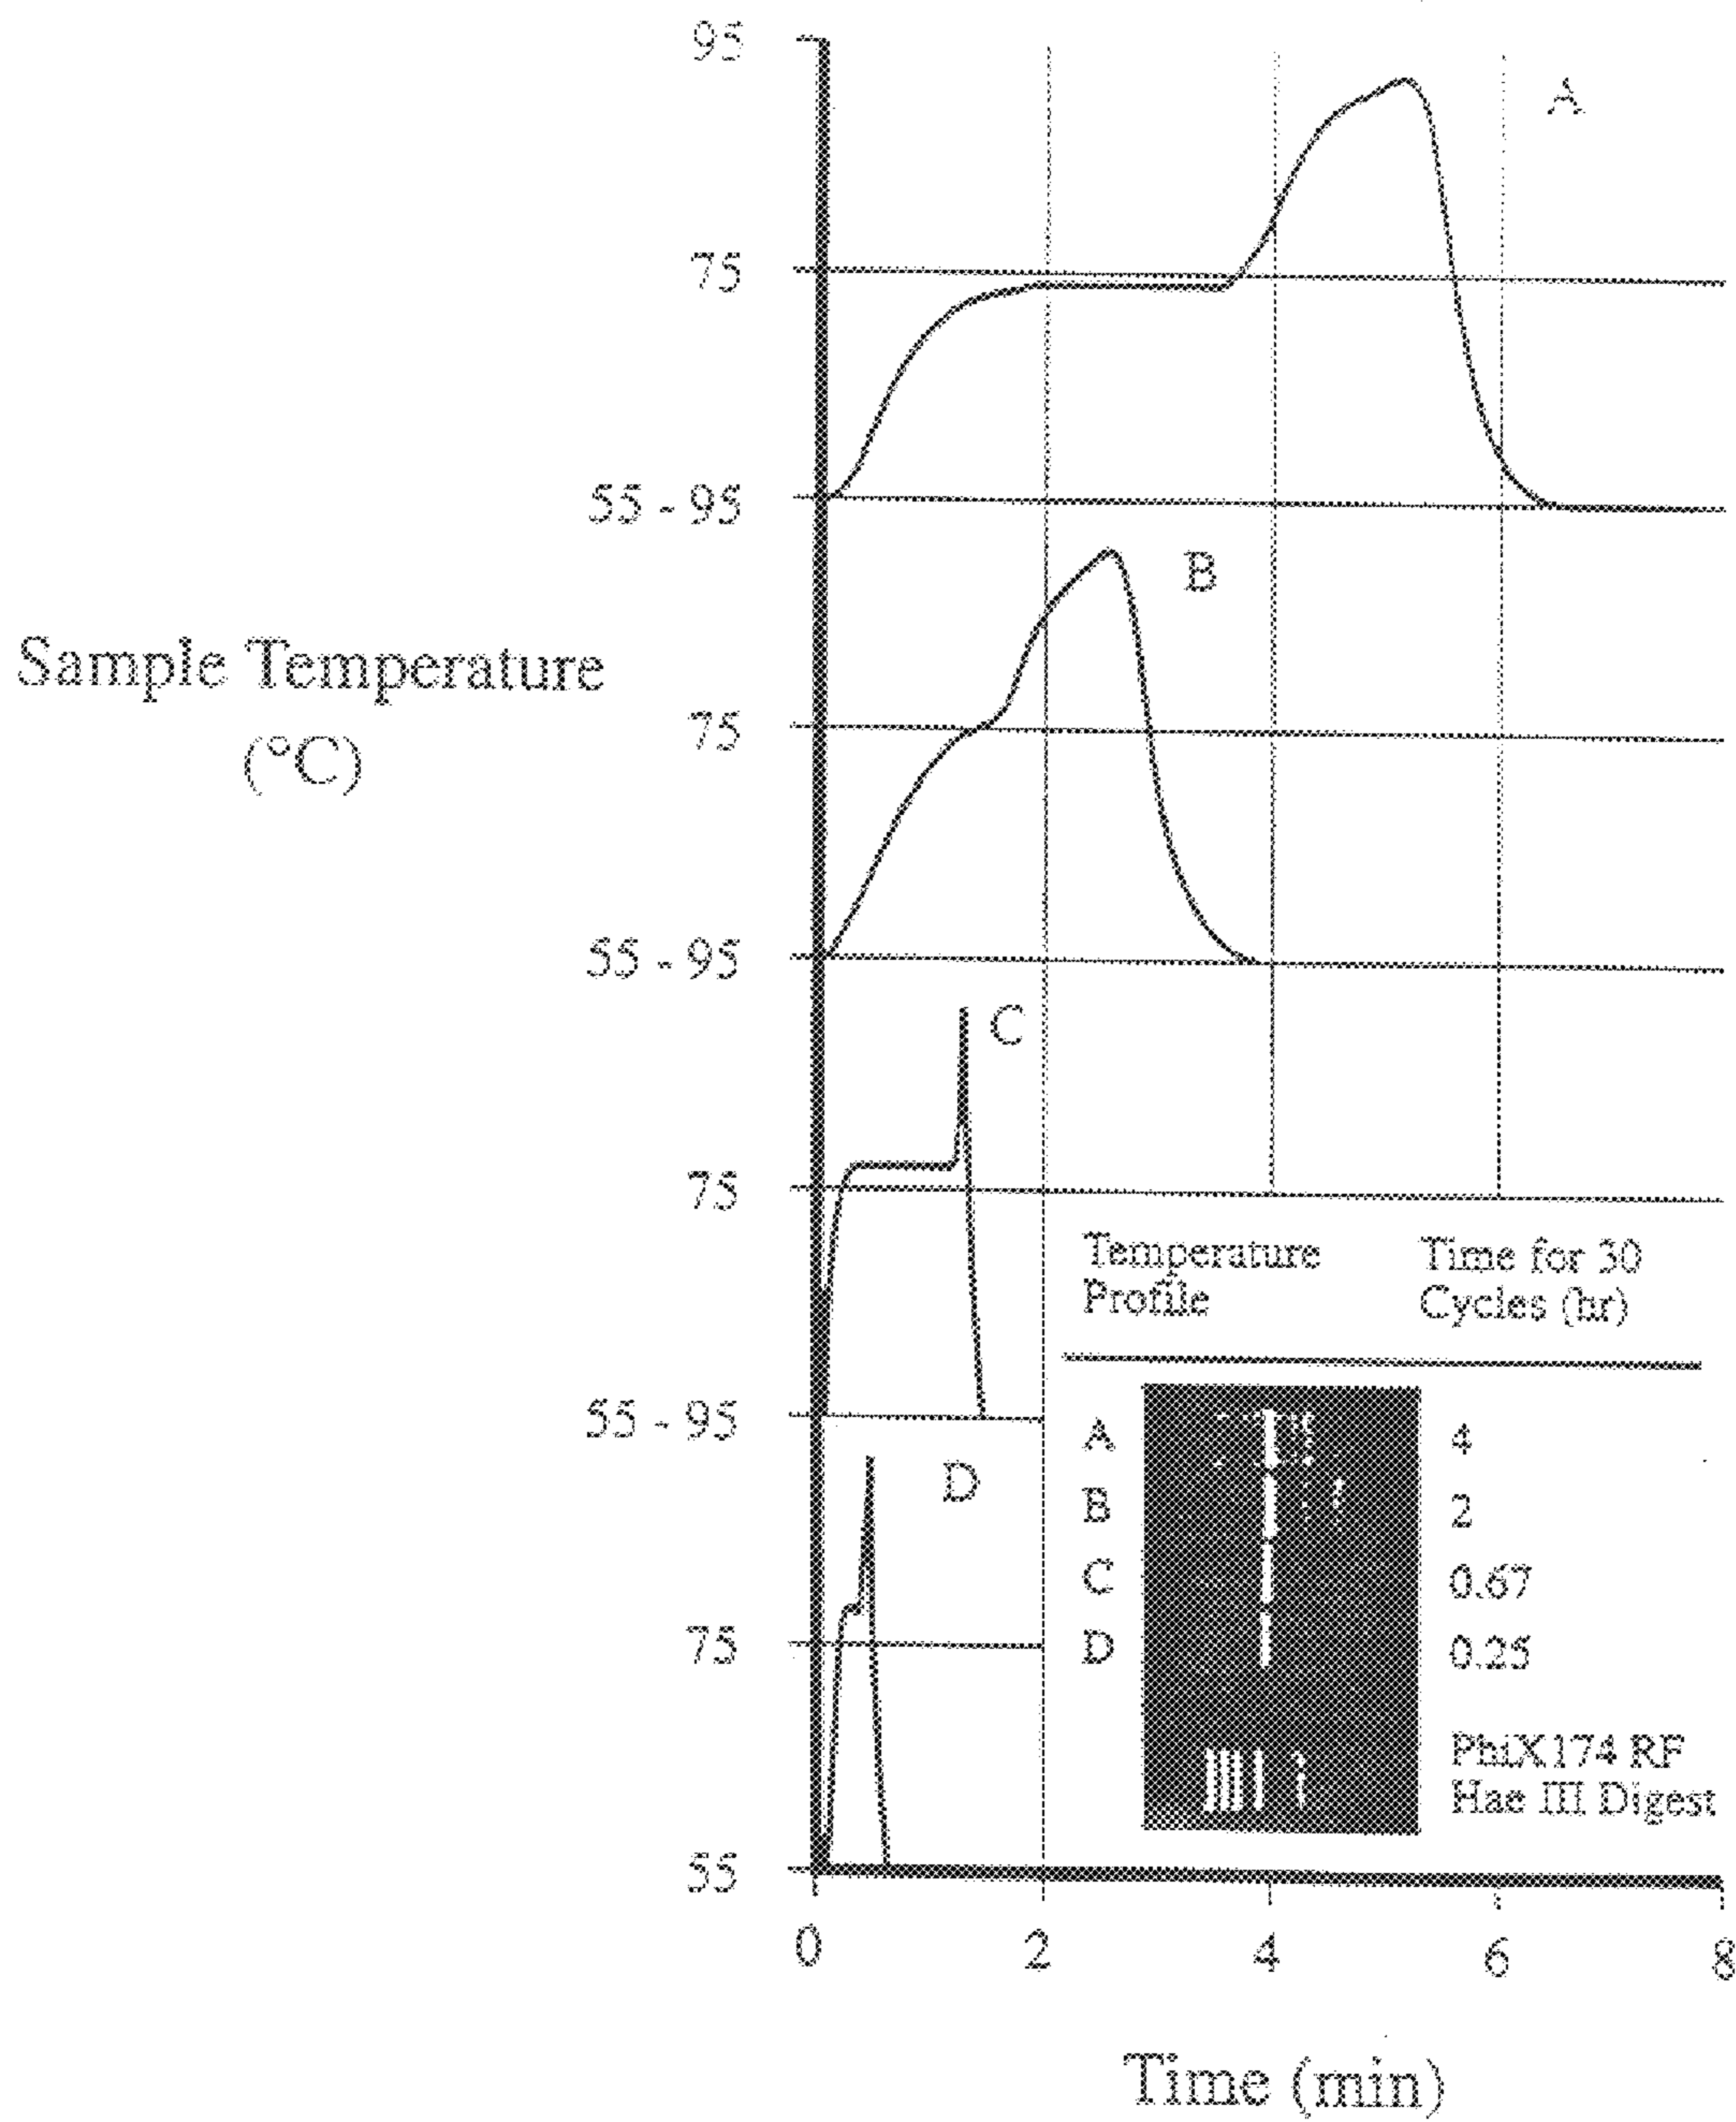 95
A
75
55 - 95
B
Sample Temperature
(°C)
75
55 - 95
C
75
Temperature Profile
Time for 30 Cycles (hr)
55 - 95
A 4
D
B 2
C 0.67
75
D 0.25
PhiX174 RF
Hae III Digest
55
0 2 4 6 8
Time (min)